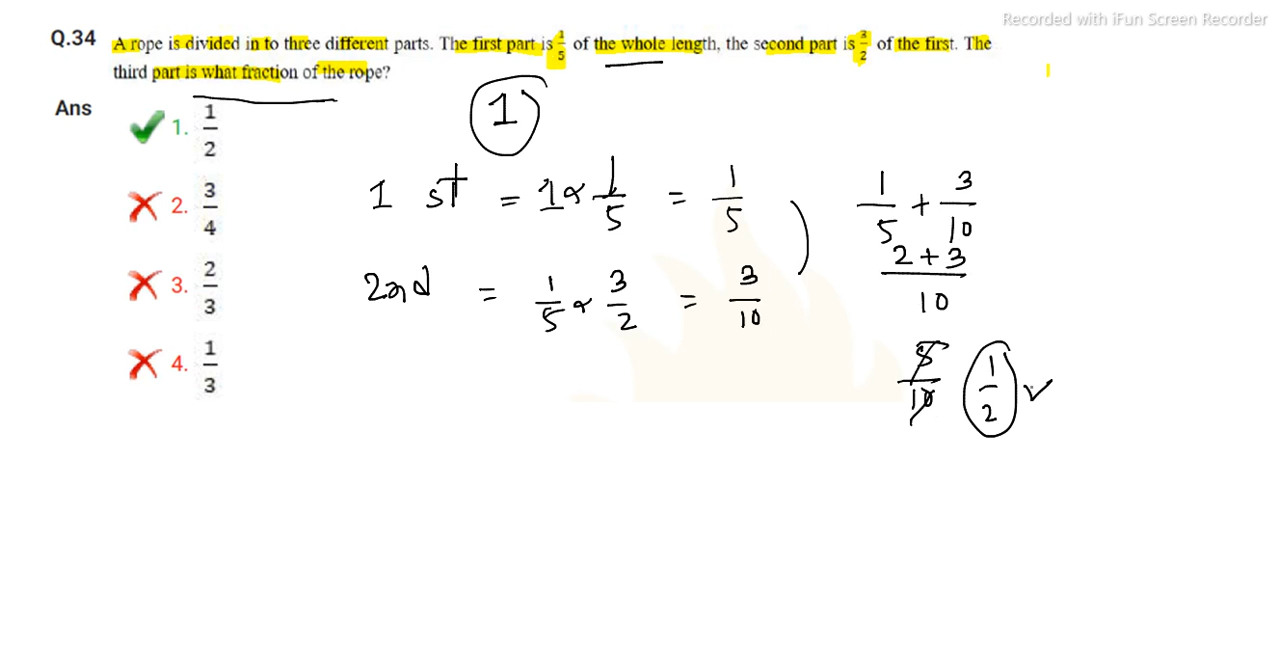 Recorded with iFun Screen Recorder
Q.34 A rope is divided in to three different parts. The first part is 1/5 of the whole length, the second part is 3/2 of the first. The
third part is what fraction of the rope?
Ans
1. 1/2
2. 3/4
3. 2/3
4. 1/3
1
1 st = 1 × 1/5 = 1/5
2nd = 1/5 × 3/2 = 3/10
1/5 + 3/10
2+3/10
5/10 1/2